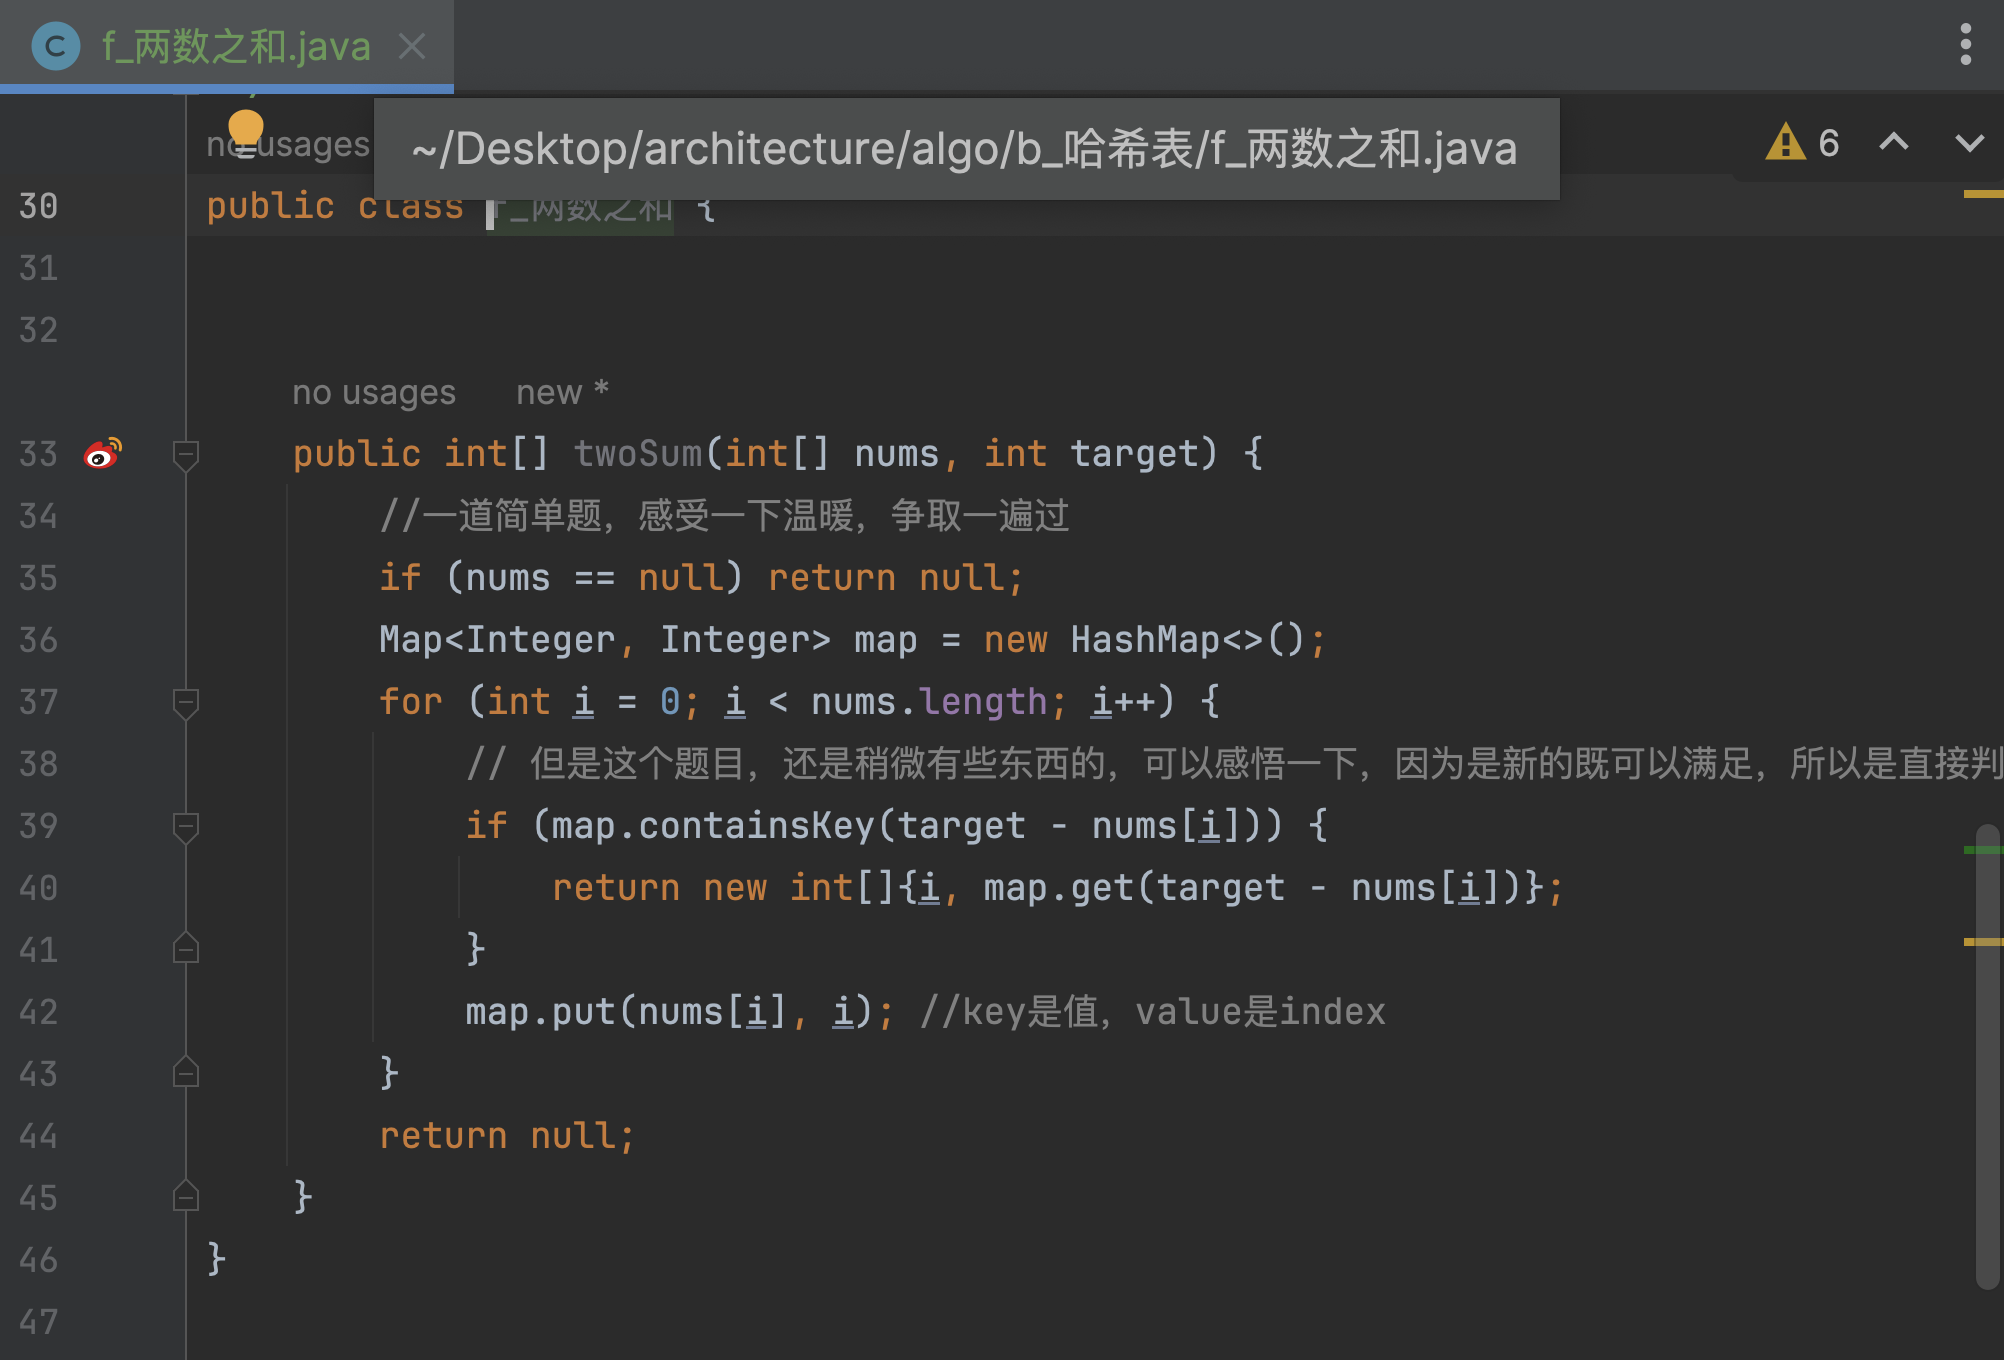 f_两数之和.java
no usages
~/Desktop/architecture/algo/b_哈希表/f_两数之和.java
6
30 public class f_两数之和 {
31
32
no usages new *
33 public int[] twoSum(int[] nums, int target) {
34 //一道简单题，感受一下温暖，争取一遍过
35 if (nums == null) return null;
36 Map<Integer, Integer> map = new HashMap<>();
37 for (int i = 0; i < nums.length; i++) {
38 // 但是这个题目，还是稍微有些东西的，可以感悟一下，因为是新的既可以满足，所以是直接判
39 if (map.containsKey(target - nums[i])) {
40 return new int[]{i, map.get(target - nums[i])};
41 }
42 map.put(nums[i], i); //key是值，value是index
43 }
44 return null;
45 }
46 }
47